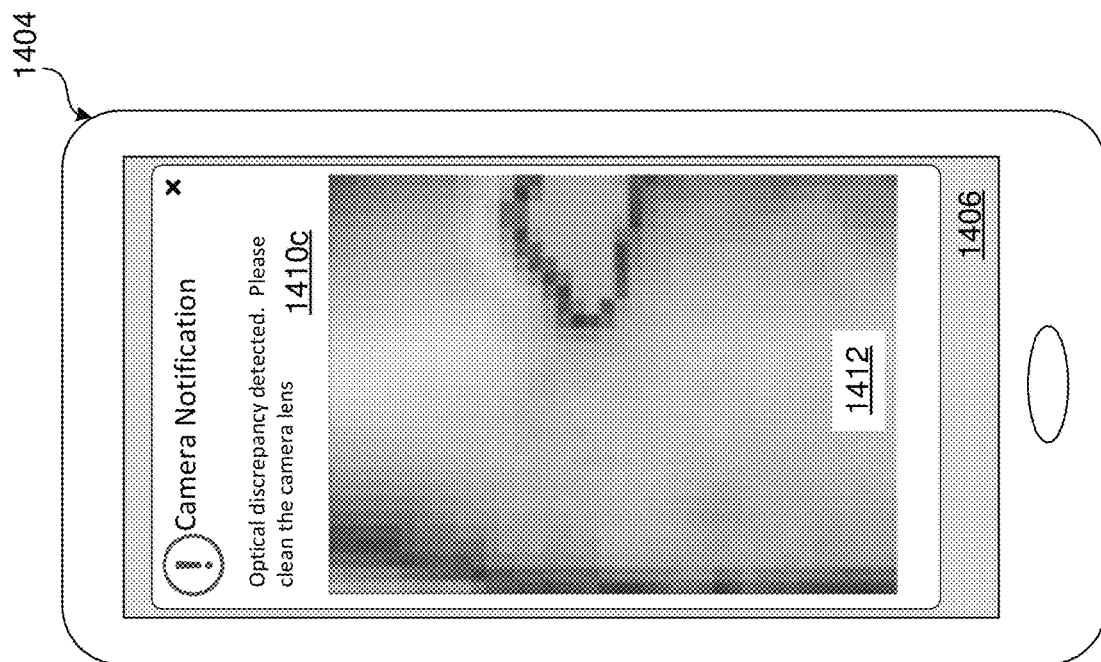 1404
Camera Notification
x
Optical discrepancy detected.  Please
clean the camera lens
1410c
1412
1406